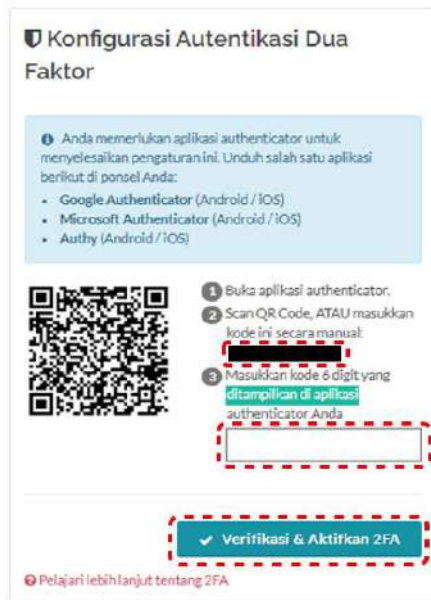 Konfigurasi Autentikasi Dua
Faktor
Anda memerlukan aplikasi authenticator untuk
menyelesaikan pengaturan ini. Unduh salah satu aplikasi
berikut di ponsel Anda:
• Google Authenticator (Android / iOS)
• Microsoft Authenticator (Android / iOS)
• Authy (Android / iOS)
1 Buka aplikasi authenticator.
2 Scan QR Code, ATAU masukkan
kode ini secara manual:
3 Masukkan kode 6 digit yang
ditampilkan di aplikasi
authenticator Anda
Verifikasi & Aktifkan 2FA
Pelajari lebih lanjut tentang 2FA